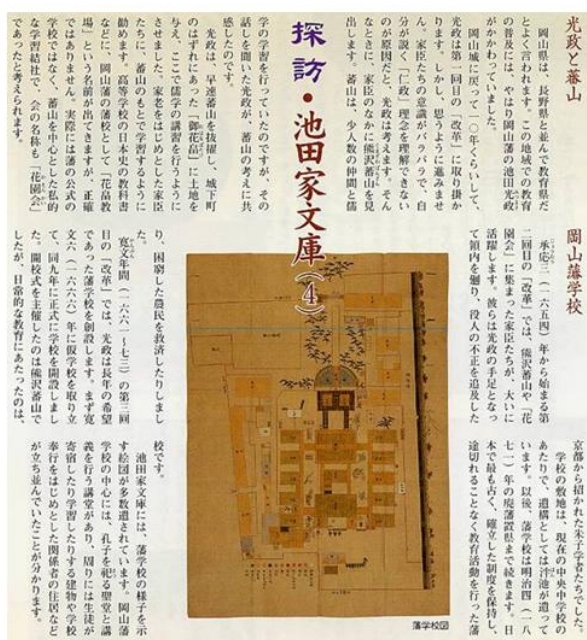 探訪・池田家文庫(4)
光政と蕃山
岡山県は、長野県と並んで教育県だ
とよく言われます。この地域での教育
の普及には、やはり岡山藩の池田光政
がかかわっていました。
岡山城に戻って一〇年くらいして、
光政は第一回目の「改革」に取り掛か
ります。しかし、思うように進みませ
ん。家臣たちの意識がバラバラで、自
分が説く「仁政」理念を理解できない
のが原因だと、光政は考えます。そん
なときに、家臣のなかに熊沢蕃山を見
出します。蕃山は、少人数の仲間と儒
学の学習を行っていたのですが、その
話しを聞いた光政が、蕃山の考えに共
感したのです。
光政は、早速蕃山を抜擢し、城下町
のはずれにあった「御花畠」に土地を
与え、ここで儒学の講習を行うように
させました。家老をはじめとした家臣
たちに、蕃山のもとで学習するように
勧めます。高等学校の日本史の教科書
などに、岡山藩の藩校として「花畠教
場」という名前が出てきますが、正確
ではありません。実際には藩の公式の
学校ではなく、蕃山を中心とした私的
な学習結社で、会の名称も「花園会」
であったと考えられます。
岡山藩学校
承応三(一六五四)年から始まる第
二回目の「改革」では、熊沢蕃山や「花
園会」に集まった家臣たちが、大いに
活躍します。彼らは光政の手足となっ
て領内を廻り、役人の不正を追及した
り、困窮した農民を救済したりしまし
た。
寛文年間(一六六一〜七三)の第三回
目の「改革」では、光政は長年の希望
であった藩学校を創設します。まず寛
文六(一六六六)年に仮学校を取り立
て、同九年に正式に学校を開設しまし
た。開校式を主催したのは熊沢蕃山で
したが、日常的な教育にあたったのは、
京都から招かれた朱子学者たちでした。
学校の敷地は、現在の中央中学校の
あたりで、遺構としては泮池が遺って
います。以後、藩学校は明治四(一八
七一)年の廃藩置県まで続きます。日
本で最も古く、確立した制度を保持し、
途切れることなく教育活動を行った藩
校です。
池田家文庫には、藩学校の様子を示
す絵図が多数遺されています。岡山藩
学校の中心には、孔子を祀る聖堂と講
義を行う講堂があり、周りには生徒が
寄宿したり学習したりする建物や学校
奉行をはじめとした関係者の住居など
が立ち並んでいたことが分かります。
藩学校図